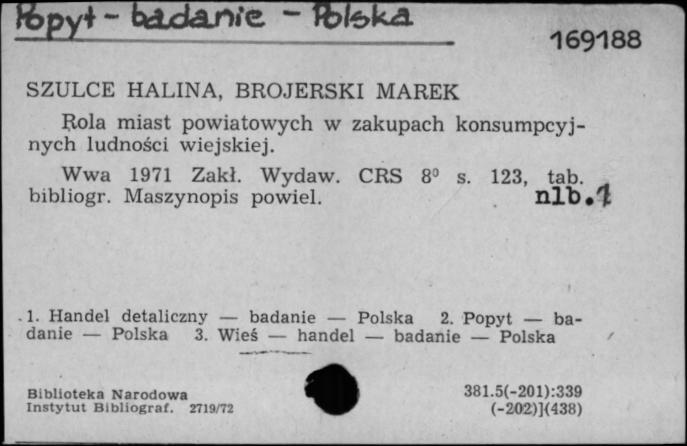 Popyt - badanie - Polska
169188
SZULCE HALINA, BROJERSKI MAREK
Rola miast powiatowych w zakupach konsumpcyj-
nych ludności wiejskiej.
Wwa 1971 Zakł. Wydaw. CRS 8⁰ s. 123, tab.
bibliogr. Maszynopis powiel. nlb.1
1. Handel detaliczny — badanie — Polska 2. Popyt — ba-
danie — Polska 3. Wieś — handel — badanie — Polska
Biblioteka Narodowa 381.5(-201):339
Instytut Bibliograf. 2719/72 (-202)](438)